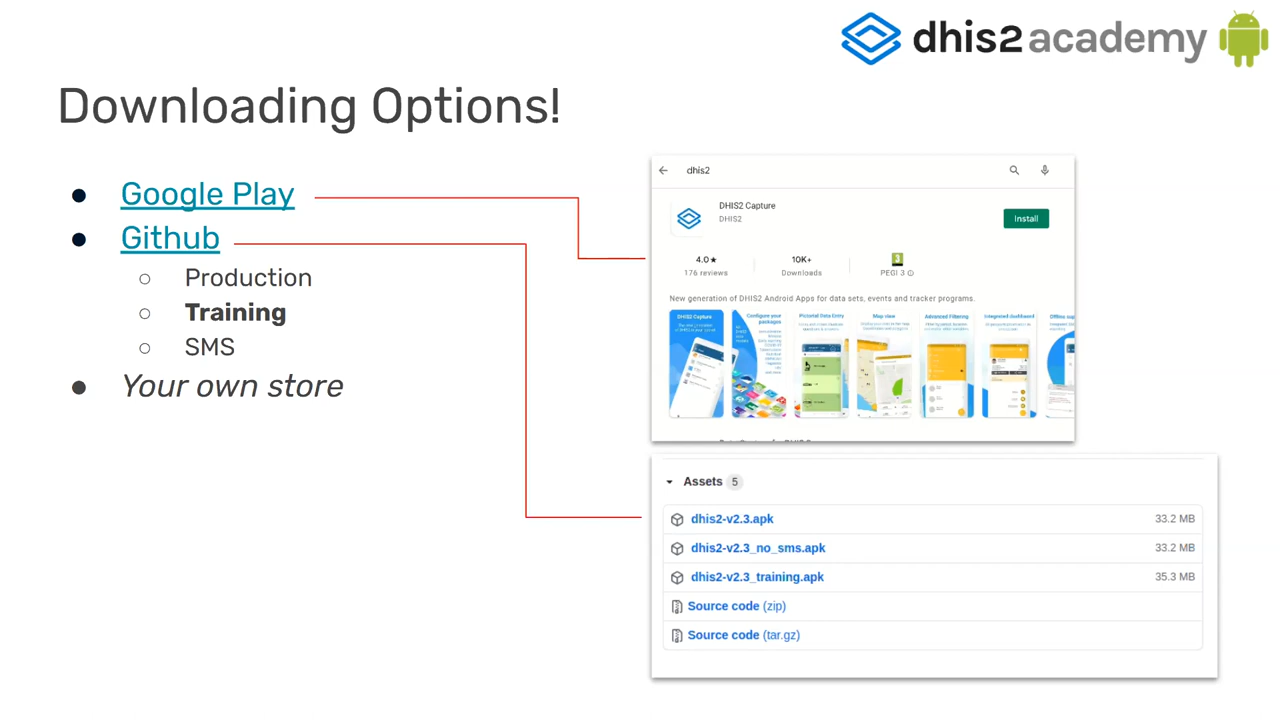 dhis2 academy
Downloading Options!
● Google Play
● Github
○ Production
○ Training
○ SMS
● Your own store
dhis2
DHIS2 Capture
DHIS2
Install
4.0★ 10K+ 3
176 reviews Downloads PEGI 3
New generation of DHIS2 Android Apps for data sets, events and tracker programs.
DHIS2 Capture
Configure your packages
Pictorial Data Entry
Map view
Advanced Filtering
Integrated dashboard
Offline
Assets 5
dhis2-v2.3.apk 33.2 MB
dhis2-v2.3_no_sms.apk 33.2 MB
dhis2-v2.3_training.apk 35.3 MB
Source code (zip)
Source code (tar.gz)